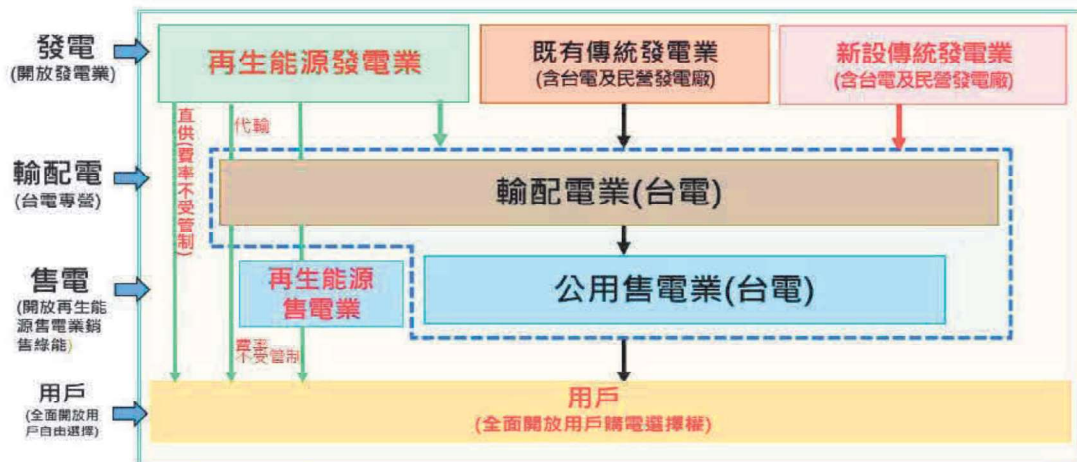 發電
(開放發電業)
再生能源發電業
既有傳統發電業
(含台電及民營發電廠)
新設傳統發電業
(含台電及民營發電廠)
直供(費率不受管制)
代輸
輸配電
(台電專營)
輸配電業(台電)
售電
(開放再生能
源售電業銷
售綠能)
再生能源
售電業
公用售電業(台電)
費率
不受管制
用戶
(全面開放用
戶自由選擇)
用戶
(全面開放用戶購電選擇權)